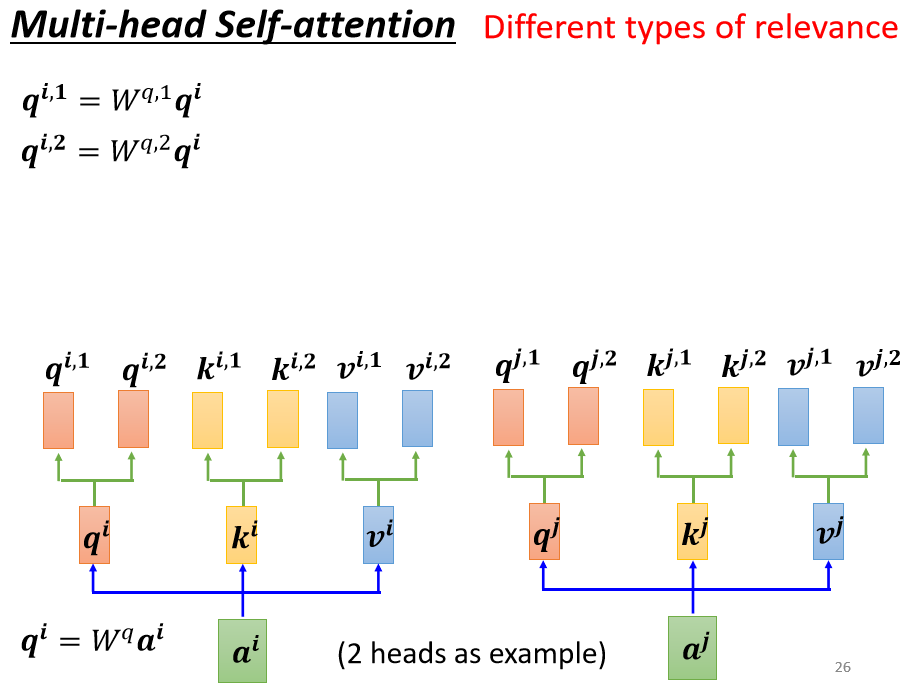 Multi-head Self-attention Different types of relevance
q^{i,1} = W^{q,1}q^i
q^{i,2} = W^{q,2}q^i
q^{i,1} q^{i,2} k^{i,1} k^{i,2} v^{i,1} v^{i,2} q^{j,1} q^{j,2} k^{j,1} k^{j,2} v^{j,1} v^{j,2}
q^i k^i v^i q^j k^j v^j
q^i = W^q a^i a^i (2 heads as example) a^j
26